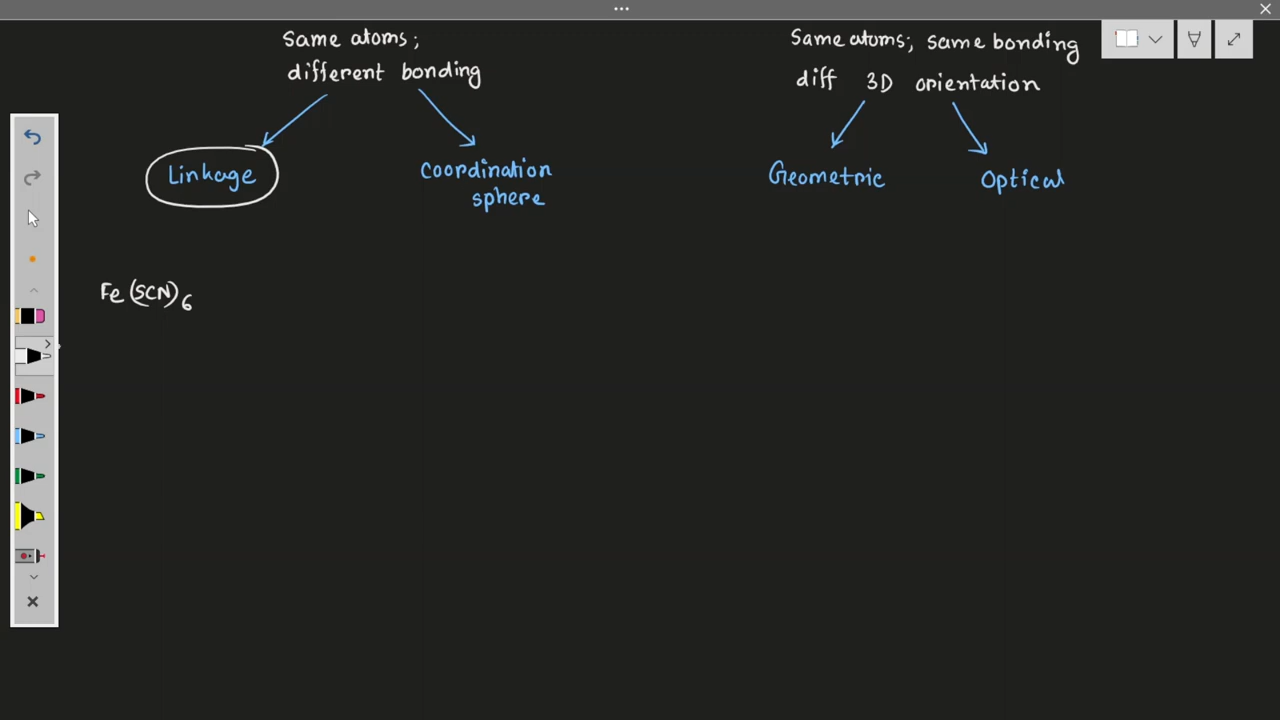 Same atoms;
different bonding
Linkage
Coordination
sphere
Same atoms; same bonding
diff 3D orientation
Geometric
Optical
Fe(SCN)6